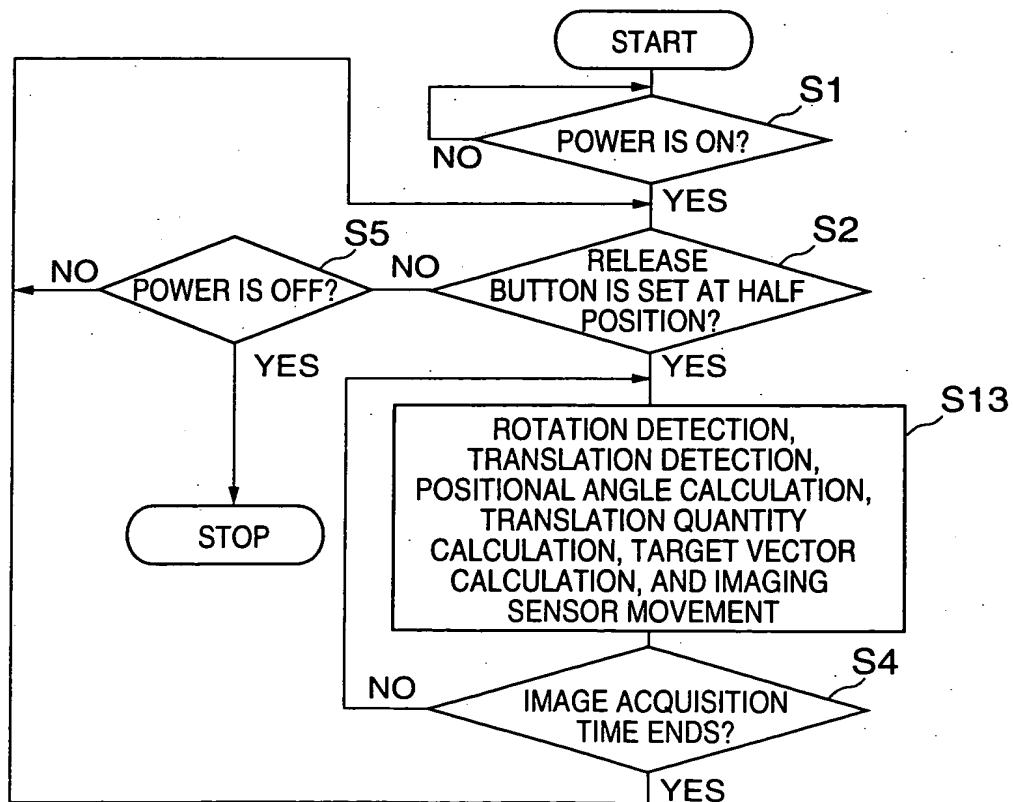 START
S1
POWER IS ON?
NO
YES
S5
S2
NO
POWER IS OFF?
NO
RELEASE
BUTTON IS SET AT HALF
POSITION?
YES
YES
S13
ROTATION DETECTION,
TRANSLATION DETECTION,
POSITIONAL ANGLE CALCULATION,
TRANSLATION QUANTITY
CALCULATION, TARGET VECTOR
CALCULATION, AND IMAGING
SENSOR MOVEMENT
STOP
S4
NO
IMAGE ACQUISITION
TIME ENDS?
YES